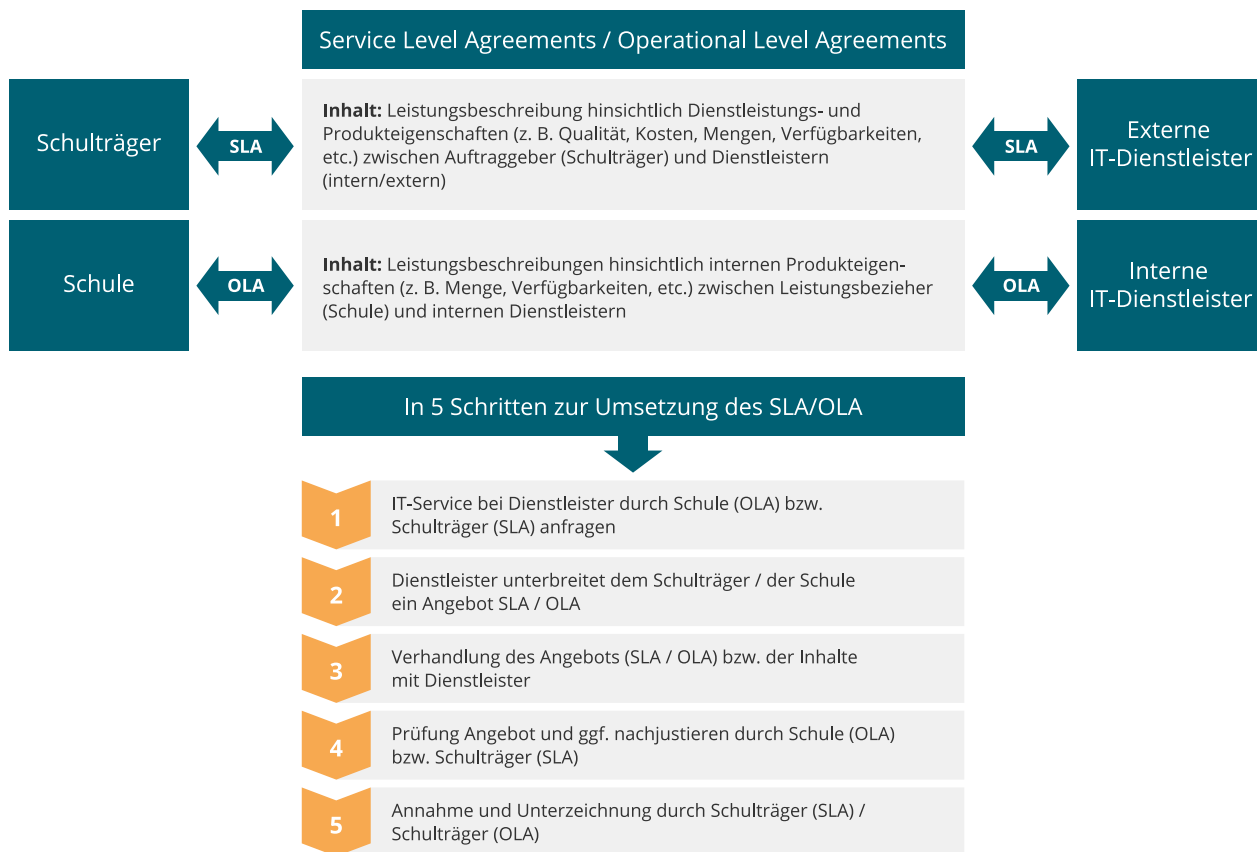 Service Level Agreements / Operational Level Agreements
Schulträger
SLA
Inhalt: Leistungsbeschreibung hinsichtlich Dienstleistungs- und
Produkteigenschaften (z. B. Qualität, Kosten, Mengen, Verfügbarkeiten,
etc.) zwischen Auftraggeber (Schulträger) und Dienstleistern
(intern/extern)
SLA
Externe
IT-Dienstleister
Schule
OLA
Inhalt: Leistungsbeschreibungen hinsichtlich internen Produkteigen-
schaften (z. B. Menge, Verfügbarkeiten, etc.) zwischen Leistungsbezieher
(Schule) und internen Dienstleistern
OLA
Interne
IT-Dienstleister
In 5 Schritten zur Umsetzung des SLA/OLA
1
IT-Service bei Dienstleister durch Schule (OLA) bzw.
Schulträger (SLA) anfragen
2
Dienstleister unterbreitet dem Schulträger / der Schule
ein Angebot SLA / OLA
3
Verhandlung des Angebots (SLA / OLA) bzw. der Inhalte
mit Dienstleister
4
Prüfung Angebot und ggf. nachjustieren durch Schule (OLA)
bzw. Schulträger (SLA)
5
Annahme und Unterzeichnung durch Schulträger (SLA) /
Schulträger (OLA)